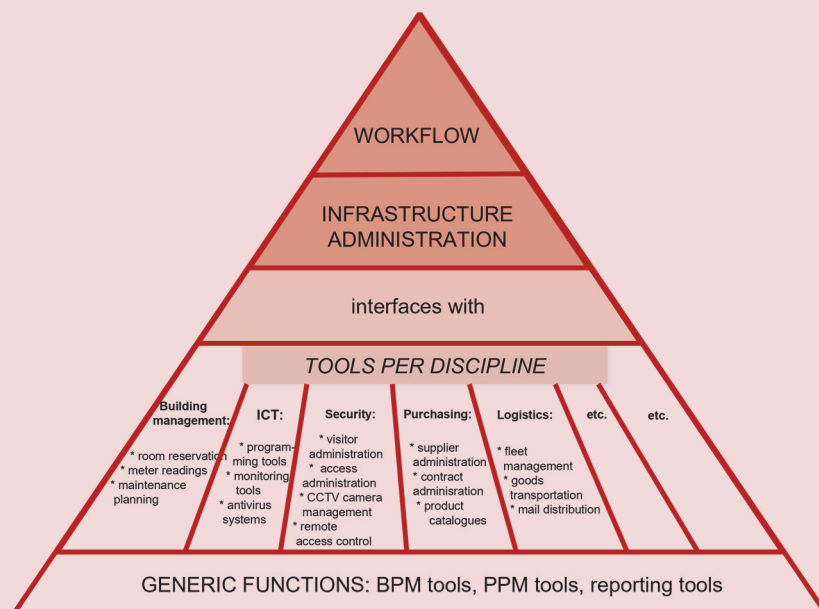 WORKFLOW
INFRASTRUCTURE
ADMINISTRATION
interfaces with
TOOLS PER DISCIPLINE
Building
management:
* room reservation
* meter readings
* maintenance
planning
ICT:
* program-
ming tools
* monitoring
tools
* antivirus
systems
Security:
* visitor
administration
* access
administration
* CCTV camera
management
* remote
access control
Purchasing:
* supplier
administration
* contract
adminisration
* product
catalogues
Logistics:
* fleet
management
* goods
transportation
* mail distribution
etc.
etc.
GENERIC FUNCTIONS: BPM tools, PPM tools, reporting tools